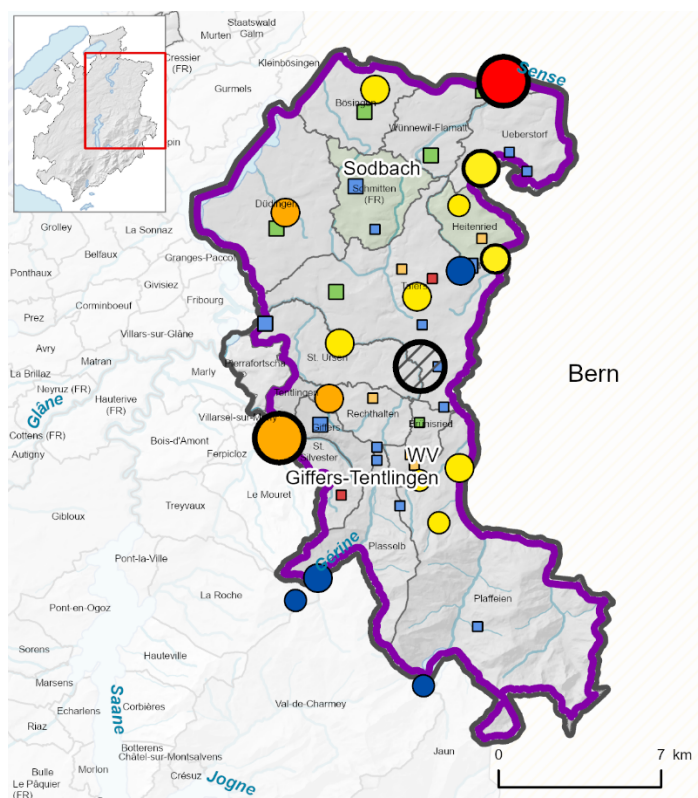 Staatswald
Galm
Murten
Cressier
(FR)
Kleinbösingen
Gurmels
Sense
Bösingen
Wünnewil-Flamatt
Ueberstorf
Sodbach
Schmitten
(FR)
Düdingen
Heitenried
Grolley
La Sonnaz
Belfaux
Granges-Paccot
Ponthaux
Givisiez
Tafers
Corminboeuf
Fribourg
Prez
Villars-sur-Glâne
Avry
Matran
Pierrafortscha
St. Ursen
Bern
La Brillaz
Marly
Neyruz (FR)
Hauterive
(FR)
Tentlingen
Glâne
Villarsel-sur-Marly
Rechthalten
Brünisried
Cottens (FR)
Bois-d'Amont
Giffers
Autigny
Ferpicloz
St.
Silvester
WV
Giffers-Tentlingen
Le Mouret
Treyvaux
Gibloux
Gérine
Plasselb
Pont-la-Ville
La Roche
Plaffeien
Pont-en-Ogoz
Sorens
Hauteville
Marsens
Saane
Val-de-Charmey
Echarlens
Corbières
Riaz
Botterens
Jaun
0
7 km
Châtel-sur-Montsalvens
Bulle
Morlon
Le Pâquier
(FR)
Crésuz
Jogne